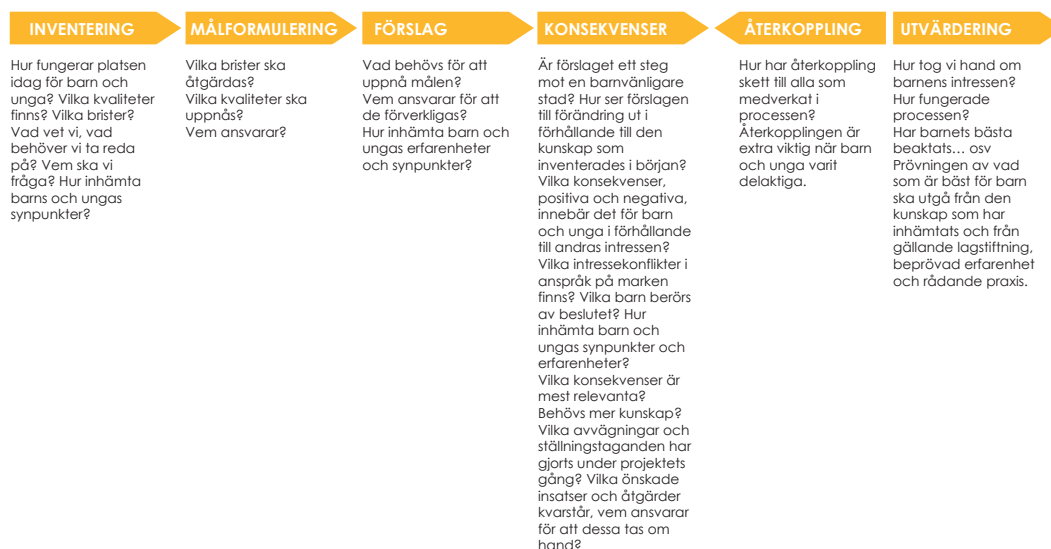 INVENTERING
Hur fungerar platsen
idag för barn och
unga? Vilka kvaliteter
finns? Vilka brister?
Vad vet vi, vad
behöver vi ta reda
på? Vem ska vi
fråga? Hur inhämta
barns och ungas
synpunkter?
MÅLFORMULERING
Vilka brister ska
åtgärdas?
Vilka kvaliteter ska
uppnås?
Vem ansvarar?
FÖRSLAG
Vad behövs för att
uppnå målen?
Vem ansvarar för att
de förverkligas?
Hur inhämta barn och
ungas erfarenheter
och synpunkter?
KONSEKVENSER
Är förslaget ett steg
mot en barnvänligare
stad? Hur ser förslagen
till förändring ut i
förhållande till den
kunskap som
inventerades i början?
Vilka konsekvenser,
positiva och negativa,
innebär det för barn
och unga i förhållande
till andras intressen?
Vilka intressekonflikter i
anspråk på marken
finns? Vilka barn berörs
av beslutet? Hur
inhämta barn och
ungas synpunkter och
erfarenheter?
Vilka konsekvenser är
mest relevanta?
Behövs mer kunskap?
Vilka avvägningar och
ställningstaganden har
gjorts under projektets
gång? Vilka önskade
insatser och åtgärder
kvarstår, vem ansvarar
för att dessa tas om
hand?
ÅTERKOPPLING
Hur har återkoppling
skett till alla som
medverkat i
processen?
Återkopplingen är
extra viktig när barn
och unga varit
delaktiga.
UTVÄRDERING
Hur tog vi hand om
barnens intressen?
Hur fungerade
processen?
Har barnets bästa
beaktats... osv
Prövningen av vad
som är bäst för barn
ska utgå från den
kunskap som har
inhämtats och från
gällande lagstiftning,
beprövad erfarenhet
och rådande praxis.